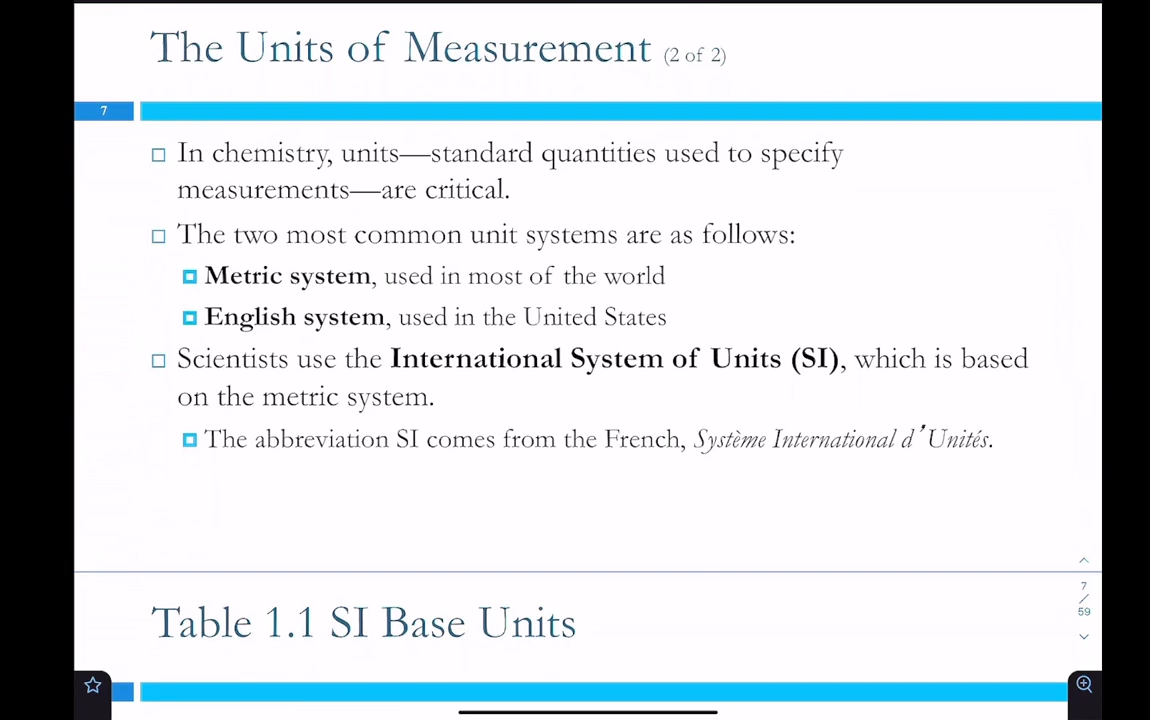 The Units of Measurement (2 of 2)
7
In chemistry, units—standard quantities used to specify
measurements—are critical.
The two most common unit systems are as follows:
Metric system, used in most of the world
English system, used in the United States
Scientists use the International System of Units (SI), which is based
on the metric system.
The abbreviation SI comes from the French, Système International d'Unités.
7
/
59
Table 1.1 SI Base Units